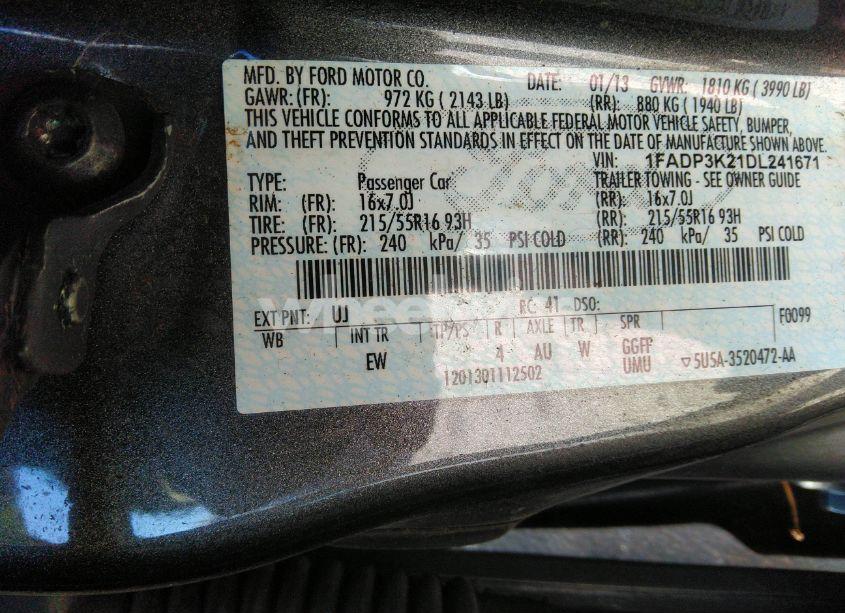 MFD. BY FORD MOTOR CO. DATE: 01/13 GVWR: 1810 KG ( 3990 LB)
GAWR: (FR): 972 KG ( 2143 LB) (RR): 880 KG ( 1940 LB)
THIS VEHICLE CONFORMS TO ALL APPLICABLE FEDERAL MOTOR VEHICLE SAFETY, BUMPER,
AND THEFT PREVENTION STANDARDS IN EFFECT ON THE DATE OF MANUFACTURE SHOWN ABOVE.
VIN: 1FADP3K21DL241671
TYPE: Passenger Car TRAILER TOWING - SEE OWNER GUIDE
RIM: (FR): 16x7.0J (RR): 16x7.0J
TIRE: (FR): 215/55R16 93H (RR): 215/55R16 93H
PRESSURE: (FR): 240 kPa/ 35 PSI COLD (RR): 240 kPa/ 35 PSI COLD
EXT PNT: UJ RC: 41 DSO: F0099
WB INT TR TP/PS R AXLE TR SPR
EW 4 AU W GGFP
UMU ▽5U5A-3520472-AA
1201301112502